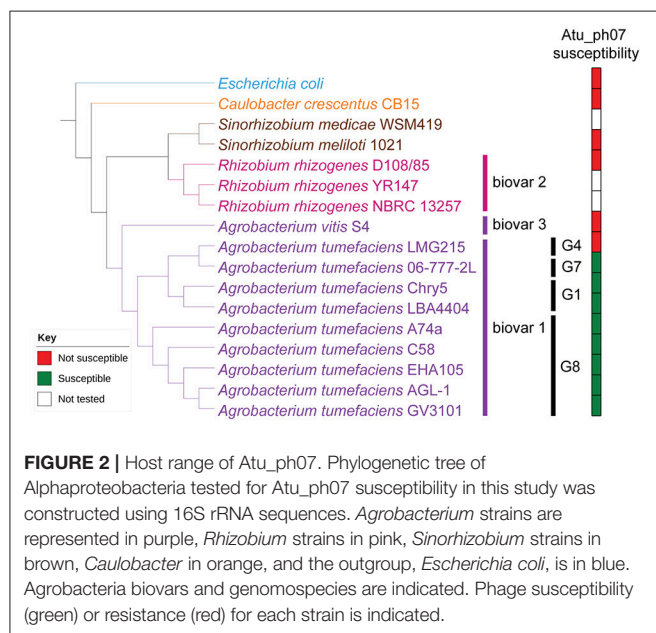 Atu_ph07
susceptibility
Escherichia coli
Caulobacter crescentus CB15
Sinorhizobium medicae WSM419
Sinorhizobium meliloti 1021
Rhizobium rhizogenes D108/85
Rhizobium rhizogenes YR147
biovar 2
Rhizobium rhizogenes NBRC 13257
Agrobacterium vitis S4
biovar 3
Agrobacterium tumefaciens LMG215
G4
Agrobacterium tumefaciens 06-777-2L
G7
Agrobacterium tumefaciens Chry5
G1
Agrobacterium tumefaciens LBA4404
Agrobacterium tumefaciens A74a
biovar 1
Agrobacterium tumefaciens C58
Agrobacterium tumefaciens EHA105
G8
Agrobacterium tumefaciens AGL-1
Agrobacterium tumefaciens GV3101
Key
Not susceptible
Susceptible
Not tested
FIGURE 2 | Host range of Atu_ph07. Phylogenetic tree of
Alphaproteobacteria tested for Atu_ph07 susceptibility in this study was
constructed using 16S rRNA sequences. Agrobacterium strains are
represented in purple, Rhizobium strains in pink, Sinorhizobium strains in
brown, Caulobacter in orange, and the outgroup, Escherichia coli, is in blue.
Agrobacteria biovars and genomospecies are indicated. Phage susceptibility
(green) or resistance (red) for each strain is indicated.